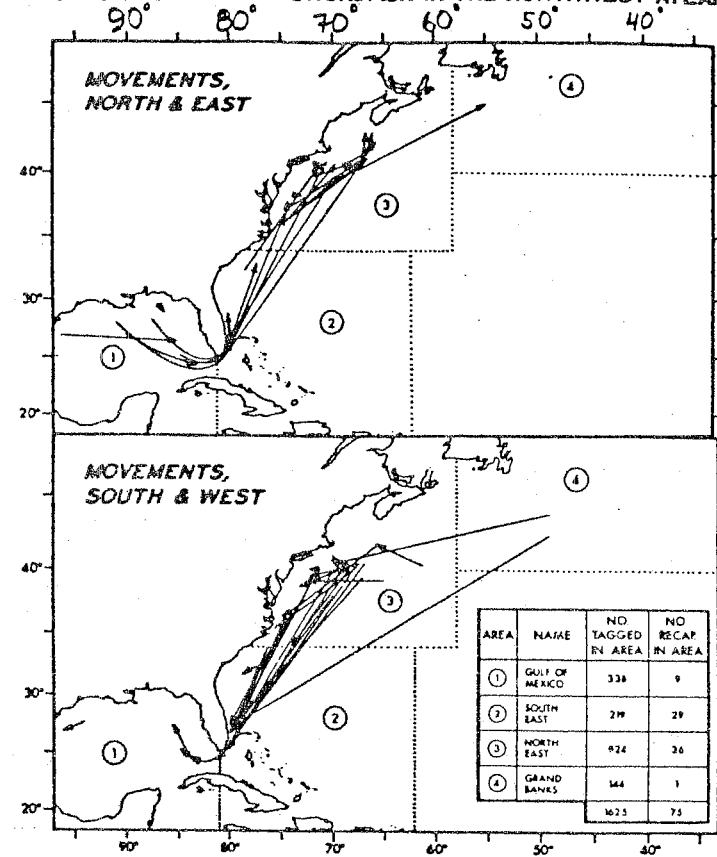 IN THE NORTHWEST
90° 80° 70° 60° 50° 40°
MOVEMENTS,
NORTH & EAST
4
40°
3
30°
2
1
20°
MOVEMENTS,
SOUTH & WEST
4
40°
3
AREA NAME NO TAGGED IN AREA NO RECAP IN AREA
1 GULF OF MEXICO 338 9
2 SOUTH EAST 219 29
3 NORTH EAST 924 36
4 GRAND BANKS 144 1
1625 75
30°
2
1
20°
90° 80° 70° 60° 50° 40°